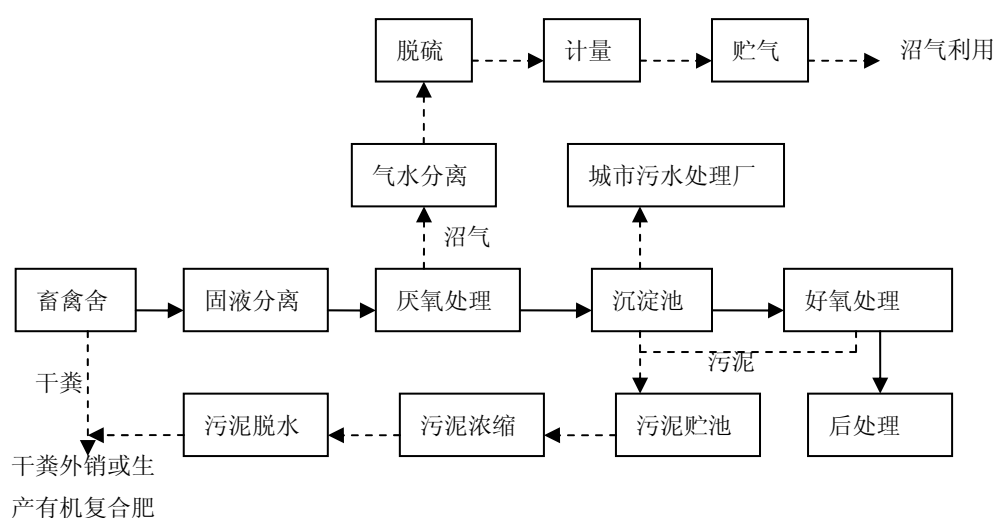 脱硫
计量
贮气
沼气利用
气水分离
城市污水处理厂
沼气
畜禽舍
固液分离
厌氧处理
沉淀池
好氧处理
污泥
干粪
污泥脱水
污泥浓缩
污泥贮池
后处理
干粪外销或生
产有机复合肥